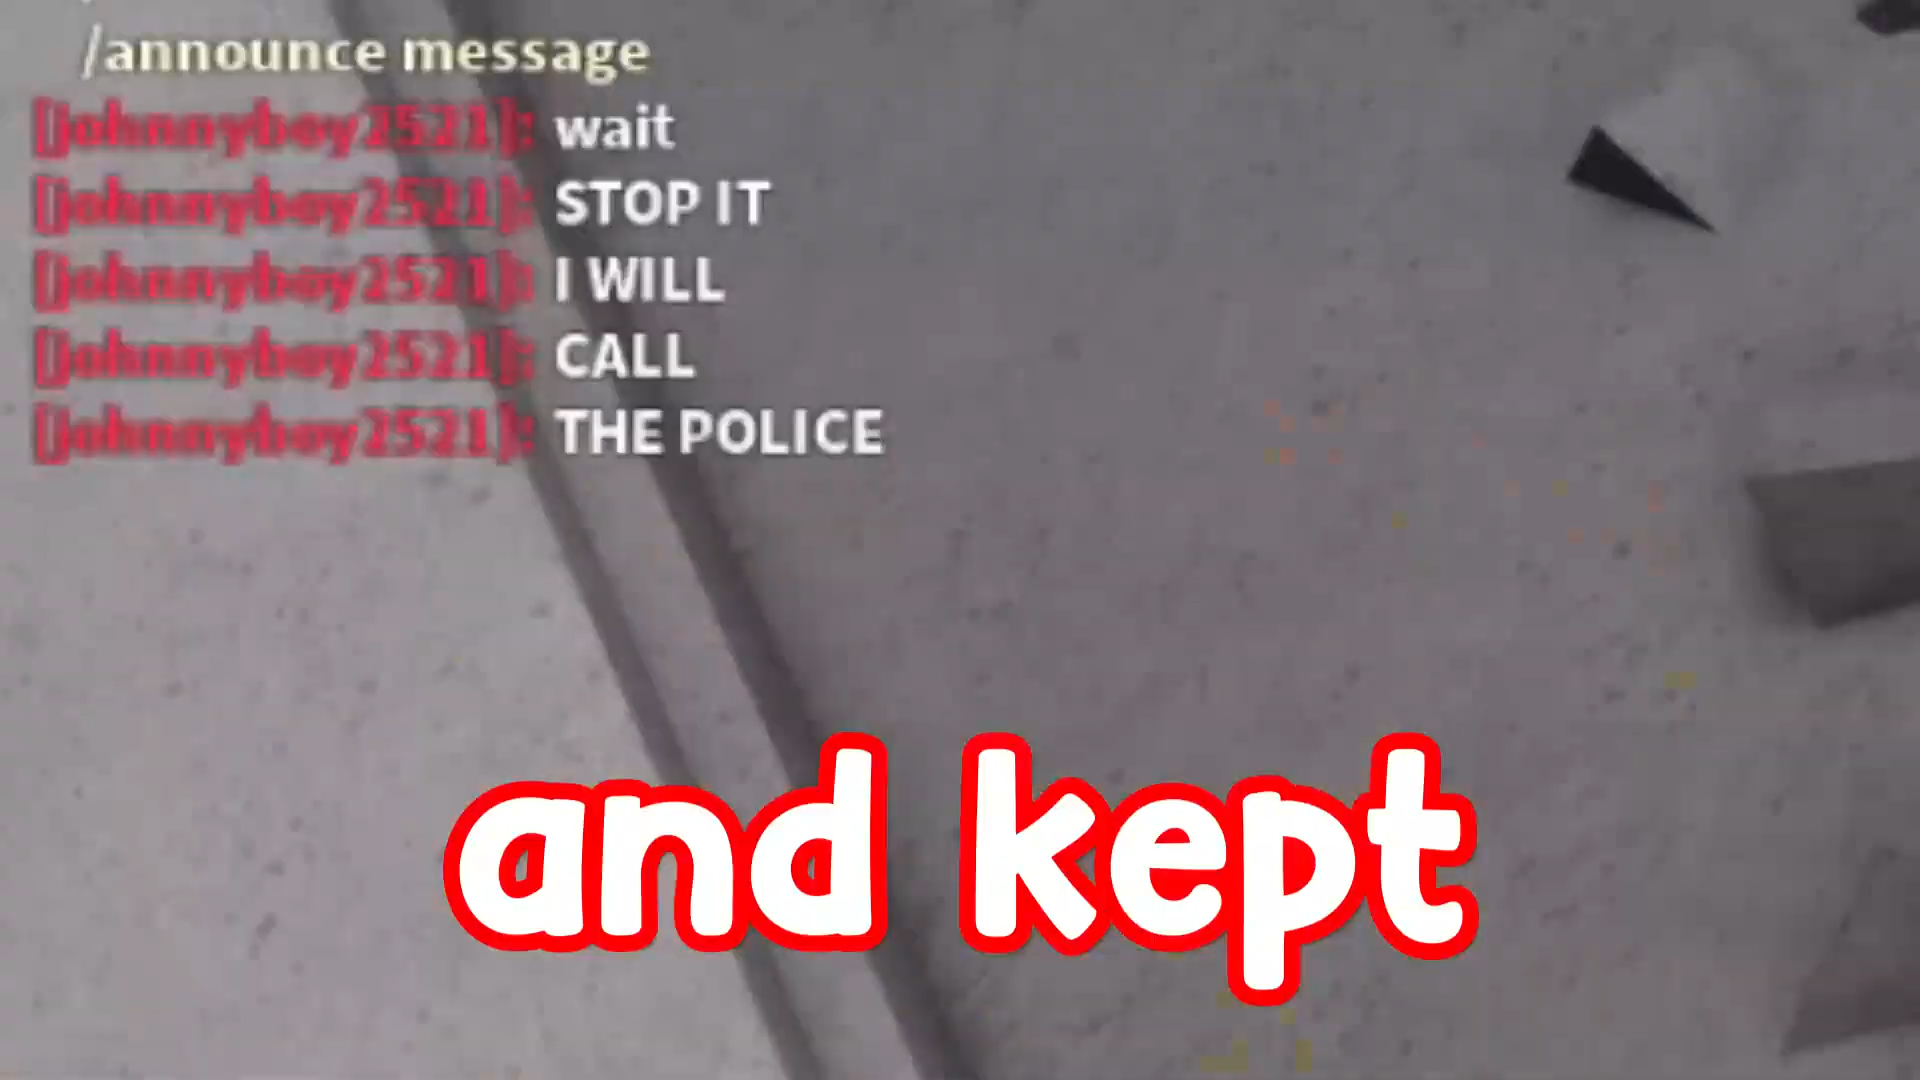 /announce message
[johnnyboy2521]: wait
[johnnyboy2521]: STOP IT
[johnnyboy2521]: I WILL
[johnnyboy2521]: CALL
[johnnyboy2521]: THE POLICE
and kept